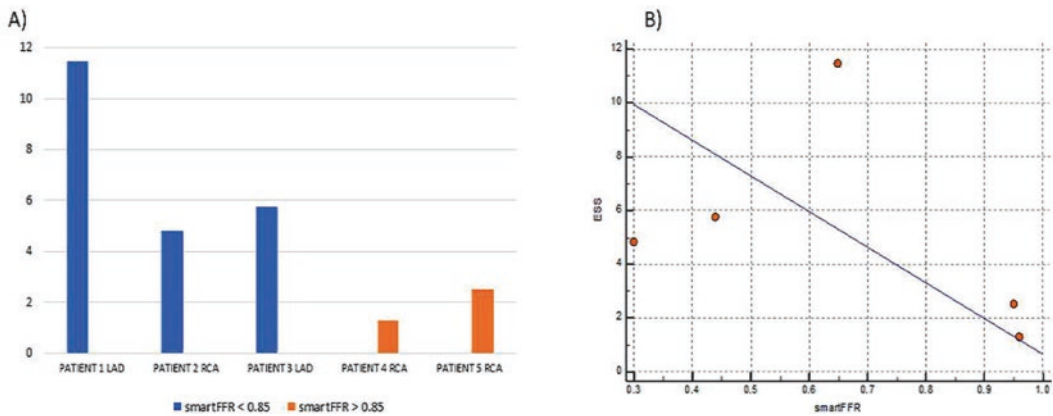 A)
12
10
8
6
4
2
0
PATIENT 1 LAD PATIENT 2 RCA PATIENT 3 LAD PATIENT 4 RCA PATIENT 5 RCA
smartFFR < 0.85 smartFFR > 0.85
B)
12
10
8
6
4
2
0
ESS
0.3 0.4 0.5 0.6 0.7 0.8 0.9 1.0
smartFFR